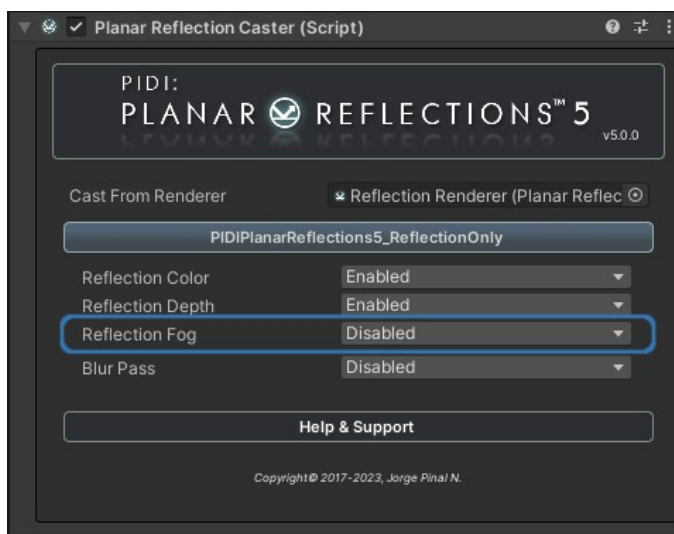 Planar Reflection Caster (Script)
PIDI:
PLANAR REFLECTIONS™ 5
v5.0.0
Cast From Renderer Reflection Renderer (Planar Reflec
PIDIPlanarReflections5_ReflectionOnly
Reflection Color Enabled
Reflection Depth Enabled
Reflection Fog Disabled
Blur Pass Disabled
Help & Support
Copyright© 2017-2023, Jorge Pinal N.